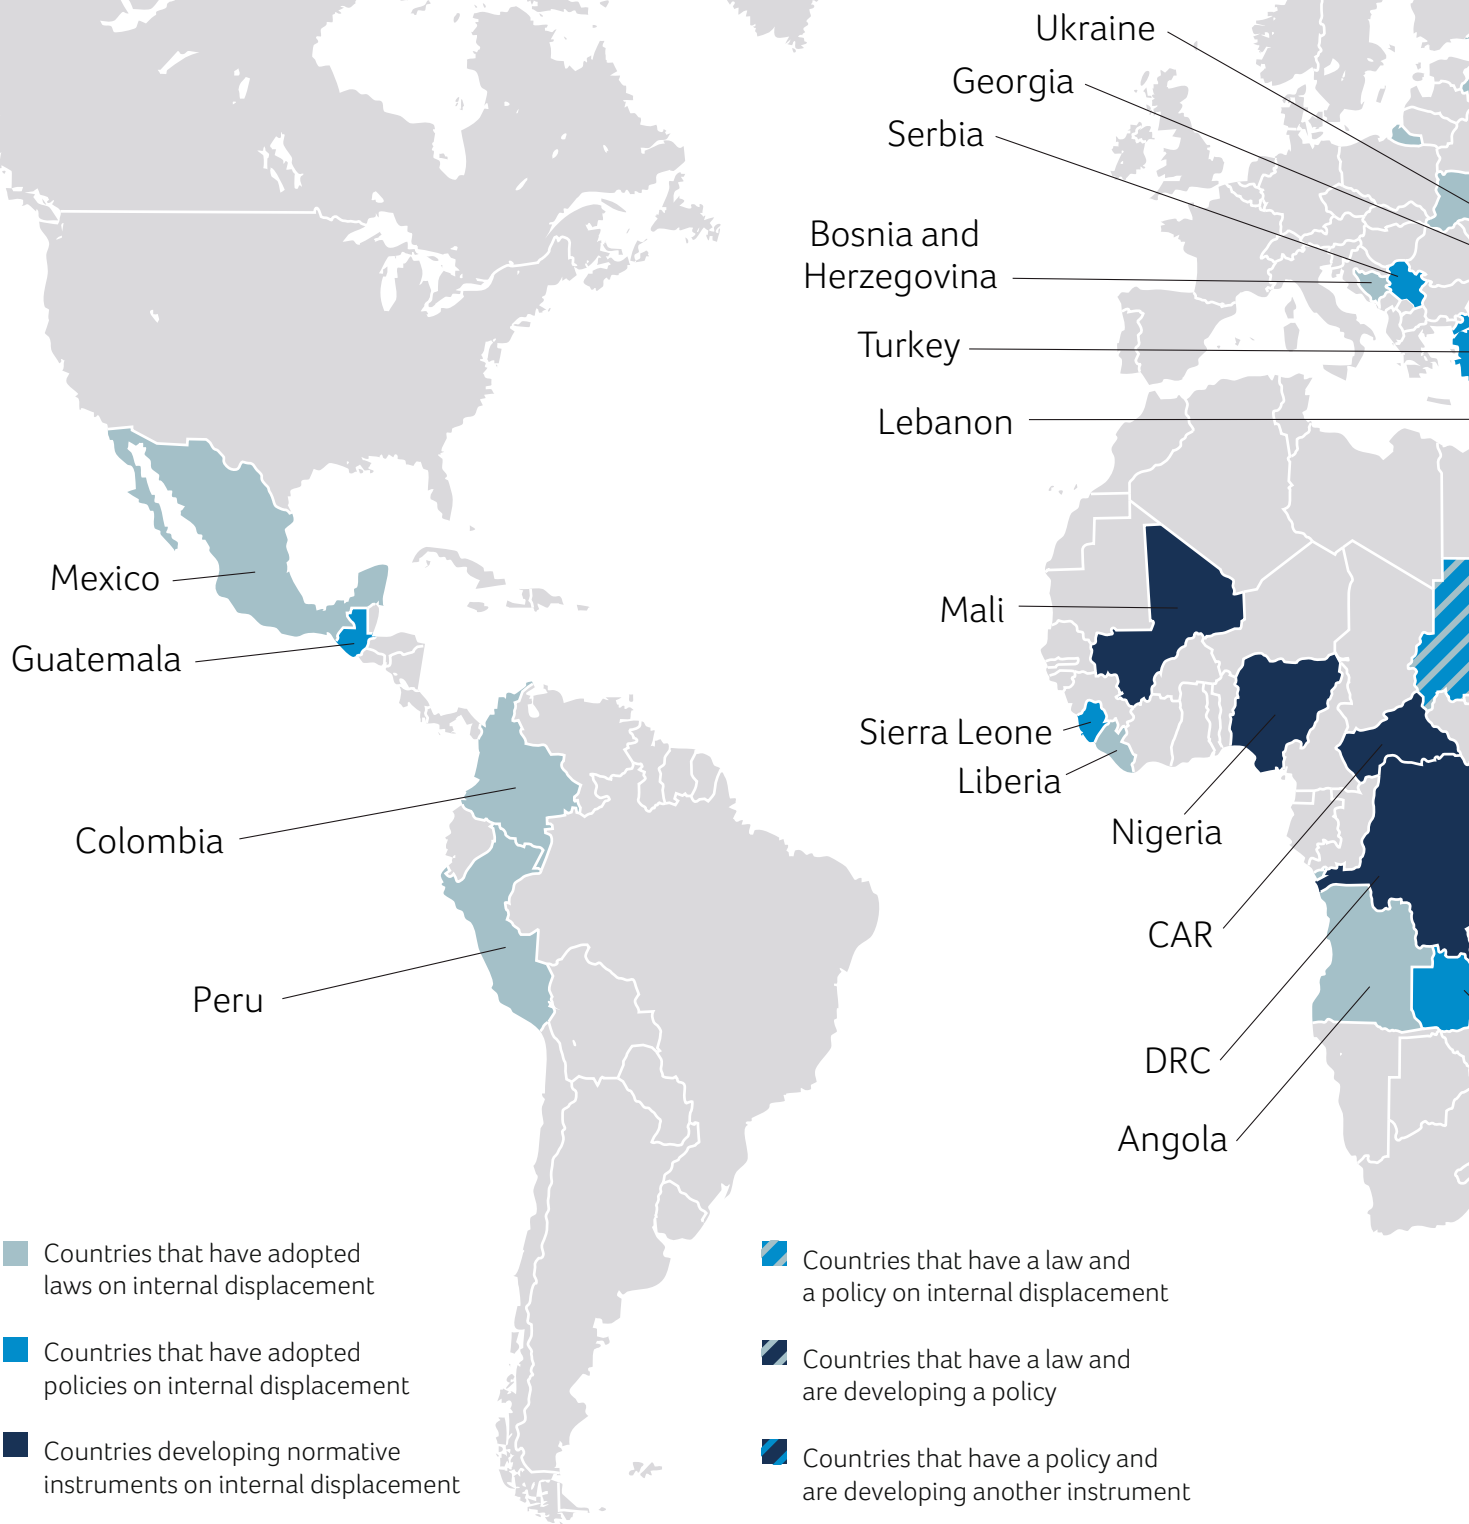 Ukraine
Georgia
Serbia
Bosnia and
Herzegovina
Turkey
Lebanon
Mexico
Guatemala
Mali
Sierra Leone
Liberia
Nigeria
Colombia
CAR
Peru
DRC
Angola
Countries that have adopted
laws on internal displacement
Countries that have adopted
policies on internal displacement
Countries developing normative
instruments on internal displacement
Countries that have a law and
a policy on internal displacement
Countries that have a law and
are developing a policy
Countries that have a policy and
are developing another instrument